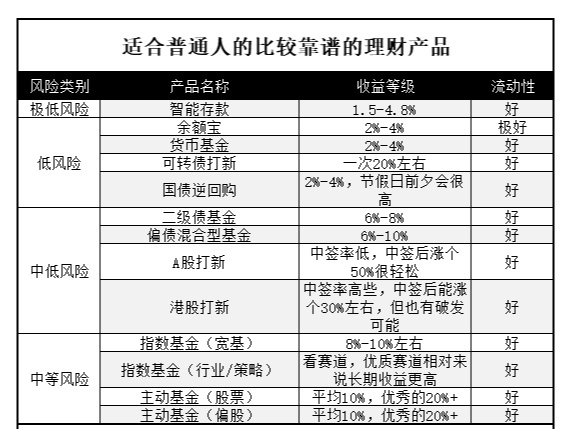 适合普通人的比较靠谱的理财产品
风险类别 产品名称 收益等级 流动性
极低风险 智能存款 1.5-4.8% 好
低风险 余额宝 2%-4% 极好
货币基金 2%-4% 好
可转债打新 一次20%左右 好
国债逆回购 2%-4%，节假日前夕会很
高 好
中低风险 二级债基金 6%-8% 好
偏债混合型基金 6%-10% 好
A股打新 中签率低，中签后涨个
50%很轻松 好
港股打新 中签率高些，中签后能涨
个30%左右，但也有破发
可能 好
中等风险 指数基金（宽基） 8%-10%左右 好
指数基金（行业/策略） 看赛道，优质赛道相对来
说长期收益更高 好
主动基金（股票） 平均10%，优秀的20%+ 好
主动基金（偏股） 平均10%，优秀的20%+ 好